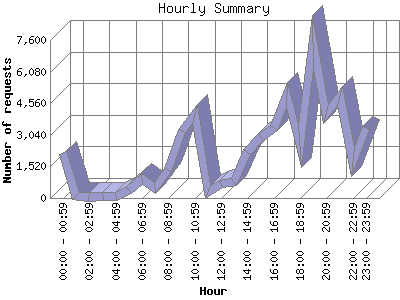 Hourly Summary
Number of requests
7,600
6,080
4,560
3,040
1,520
0
00:00 - 00:59
02:00 - 02:59
04:00 - 04:59
06:00 - 06:59
08:00 - 08:59
10:00 - 10:59
12:00 - 12:59
14:00 - 14:59
16:00 - 16:59
18:00 - 18:59
20:00 - 20:59
22:00 - 22:59
23:00 - 23:59
Hour